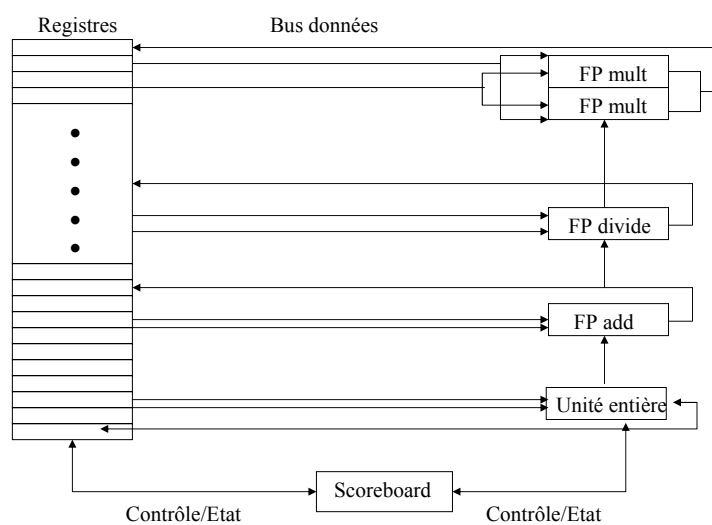 Registres
Bus données
FP mult
FP mult
FP divide
FP add
Unité entière
Scoreboard
Contrôle/Etat
Contrôle/Etat